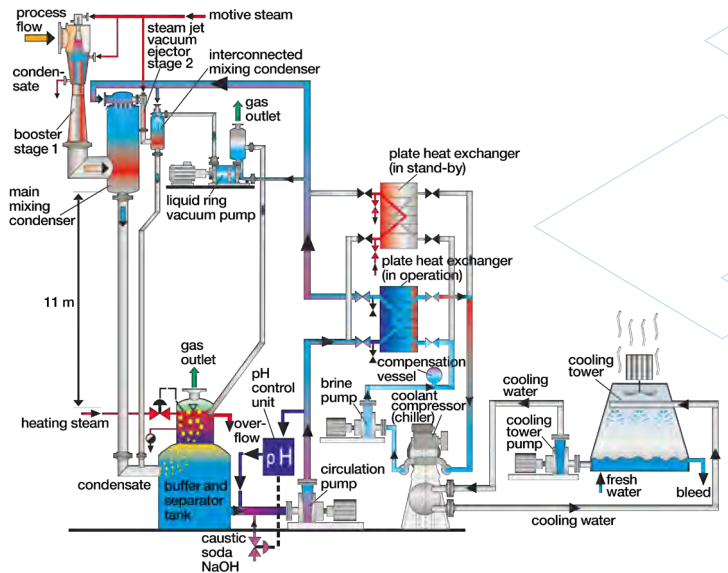 process
flow
motive steam
steam jet
vacuum
ejector
stage 2
interconnected
mixing condenser
conden-
sate
booster
stage 1
gas
outlet
main
mixing
condenser
liquid ring
vacuum pump
plate heat exchanger
(in stand-by)
plate heat exchanger
(in operation)
11 m
gas
outlet
pH
control
unit
compensation
vessel
brine
pump
coolant
compressor
(chiller)
cooling
water
cooling
tower
cooling
tower
pump
heating steam
over-
flow
pH
condensate
buffer and
separator
tank
circulation
pump
fresh
water
bleed
cooling water
caustic
soda
NaOH